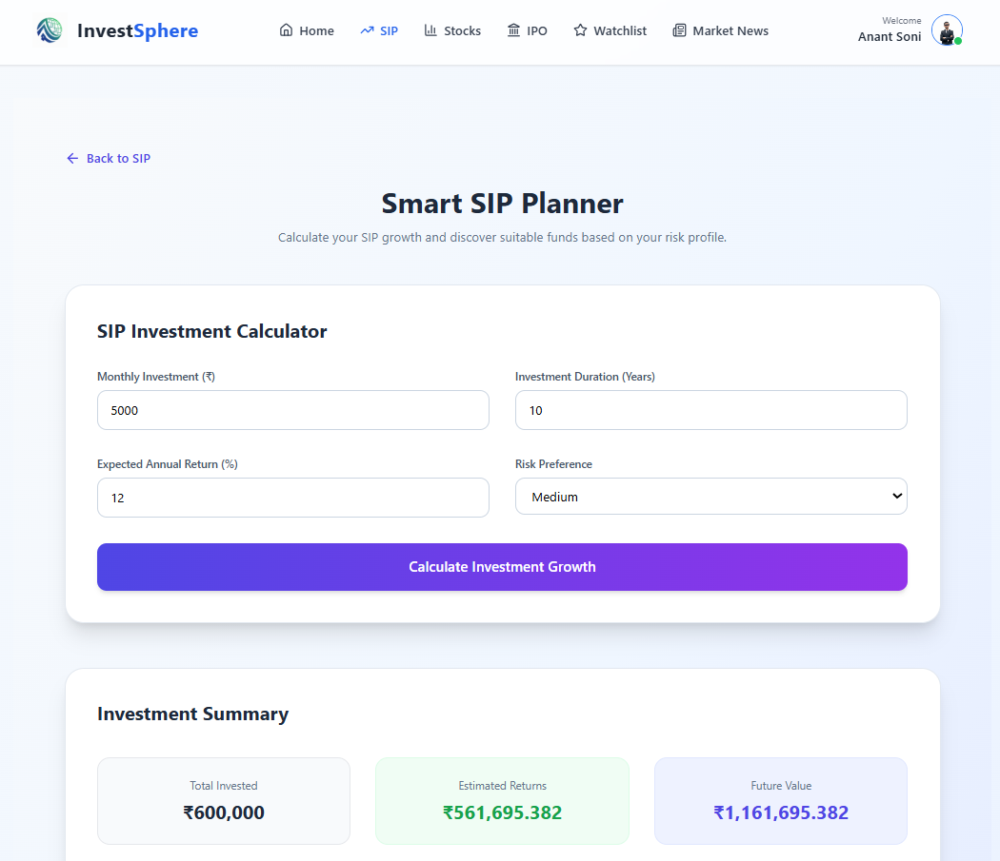 InvestSphere
Home
SIP
Stocks
IPO
Watchlist
Market News
Welcome
Anant Soni
Back to SIP
Smart SIP Planner
Calculate your SIP growth and discover suitable funds based on your risk profile.
SIP Investment Calculator
Monthly Investment (₹)
5000
Investment Duration (Years)
10
Expected Annual Return (%)
12
Risk Preference
Medium
Calculate Investment Growth
Investment Summary
Total Invested
₹600,000
Estimated Returns
₹561,695.382
Future Value
₹1,161,695.382